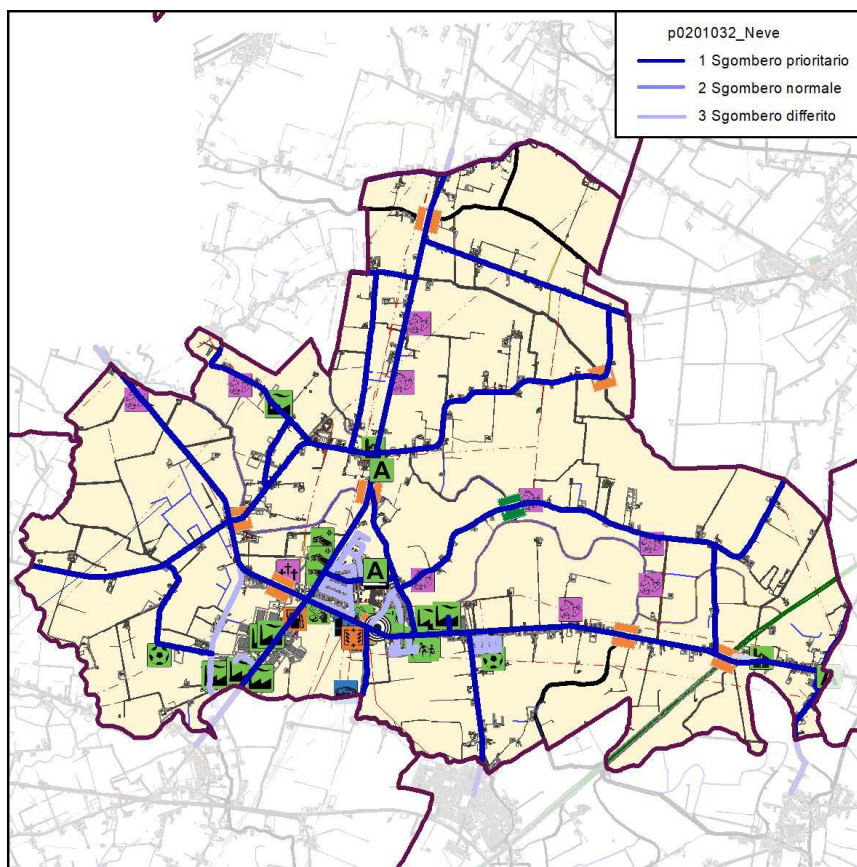 p0201032_Neve
1 Sgombero prioritario
2 Sgombero normale
3 Sgombero differito
A
A